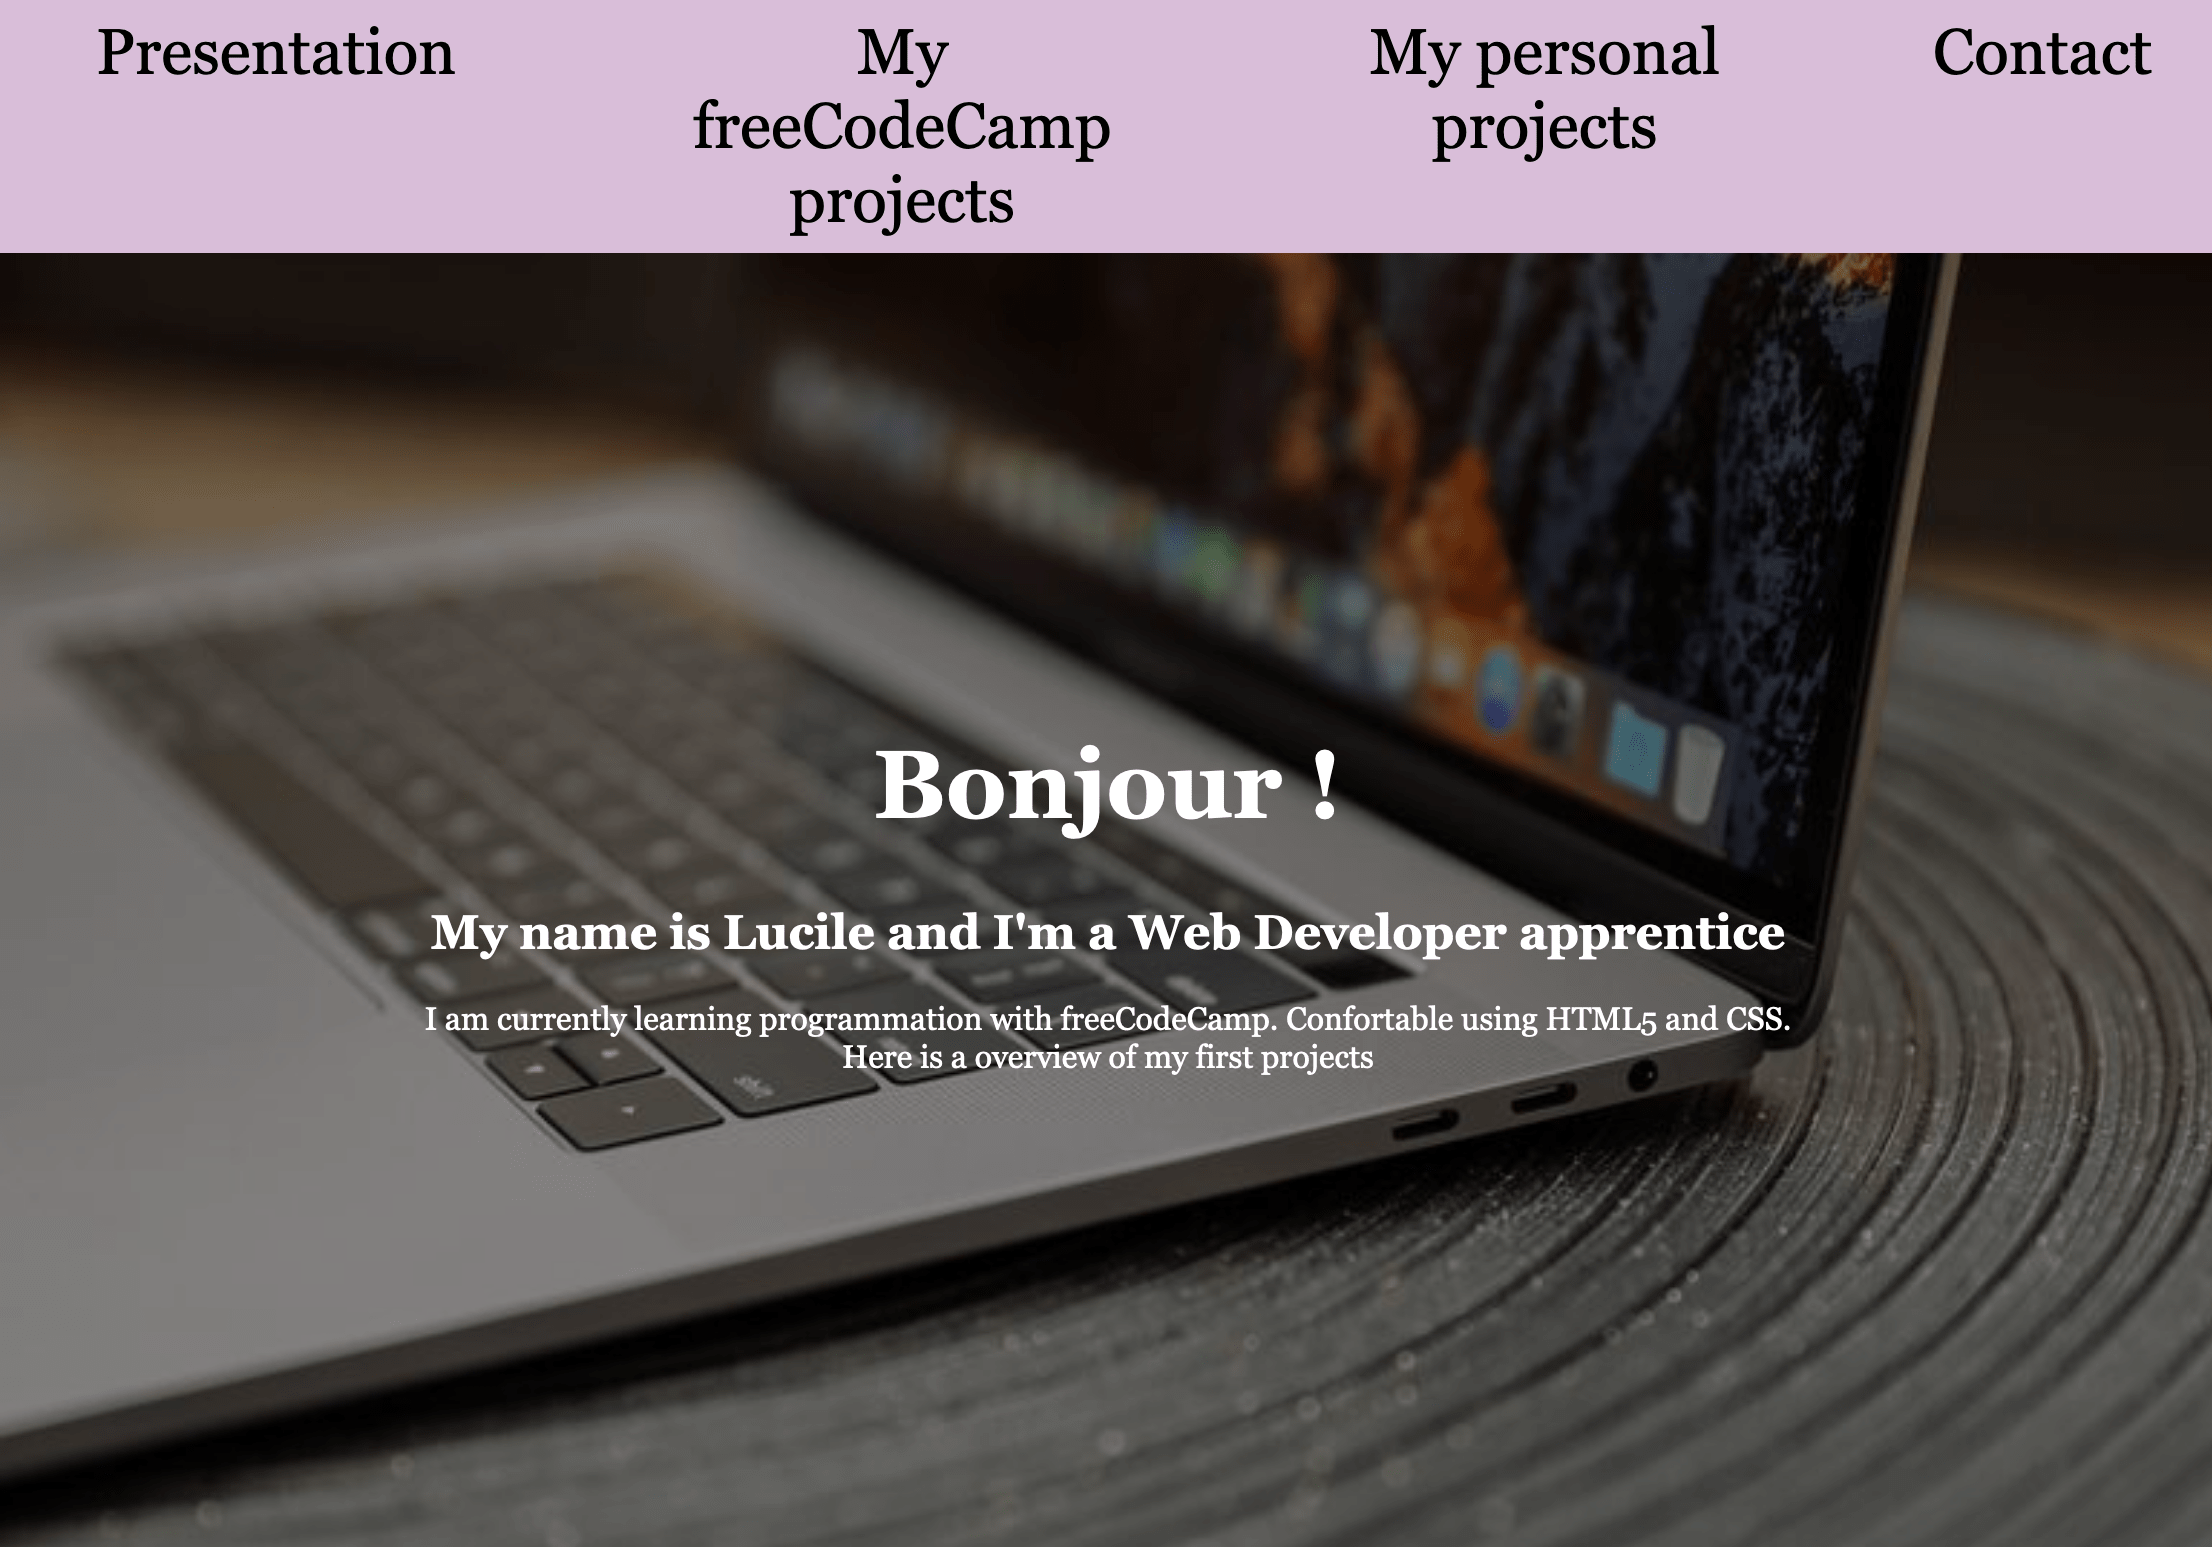 Presentation
My
freeCodeCamp
projects
My personal
projects
Contact
Bonjour !
My name is Lucile and I'm a Web Developer apprentice
I am currently learning programmation with freeCodeCamp. Confortable using HTML5 and CSS.
Here is a overview of my first projects
shift